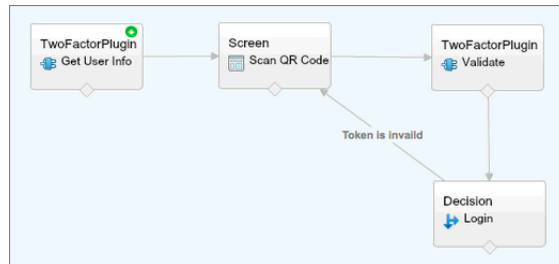 TwoFactorPlugin
Get User Info
Screen
Scan QR Code
TwoFactorPlugin
Validate
Token is invaild
Decision
Login